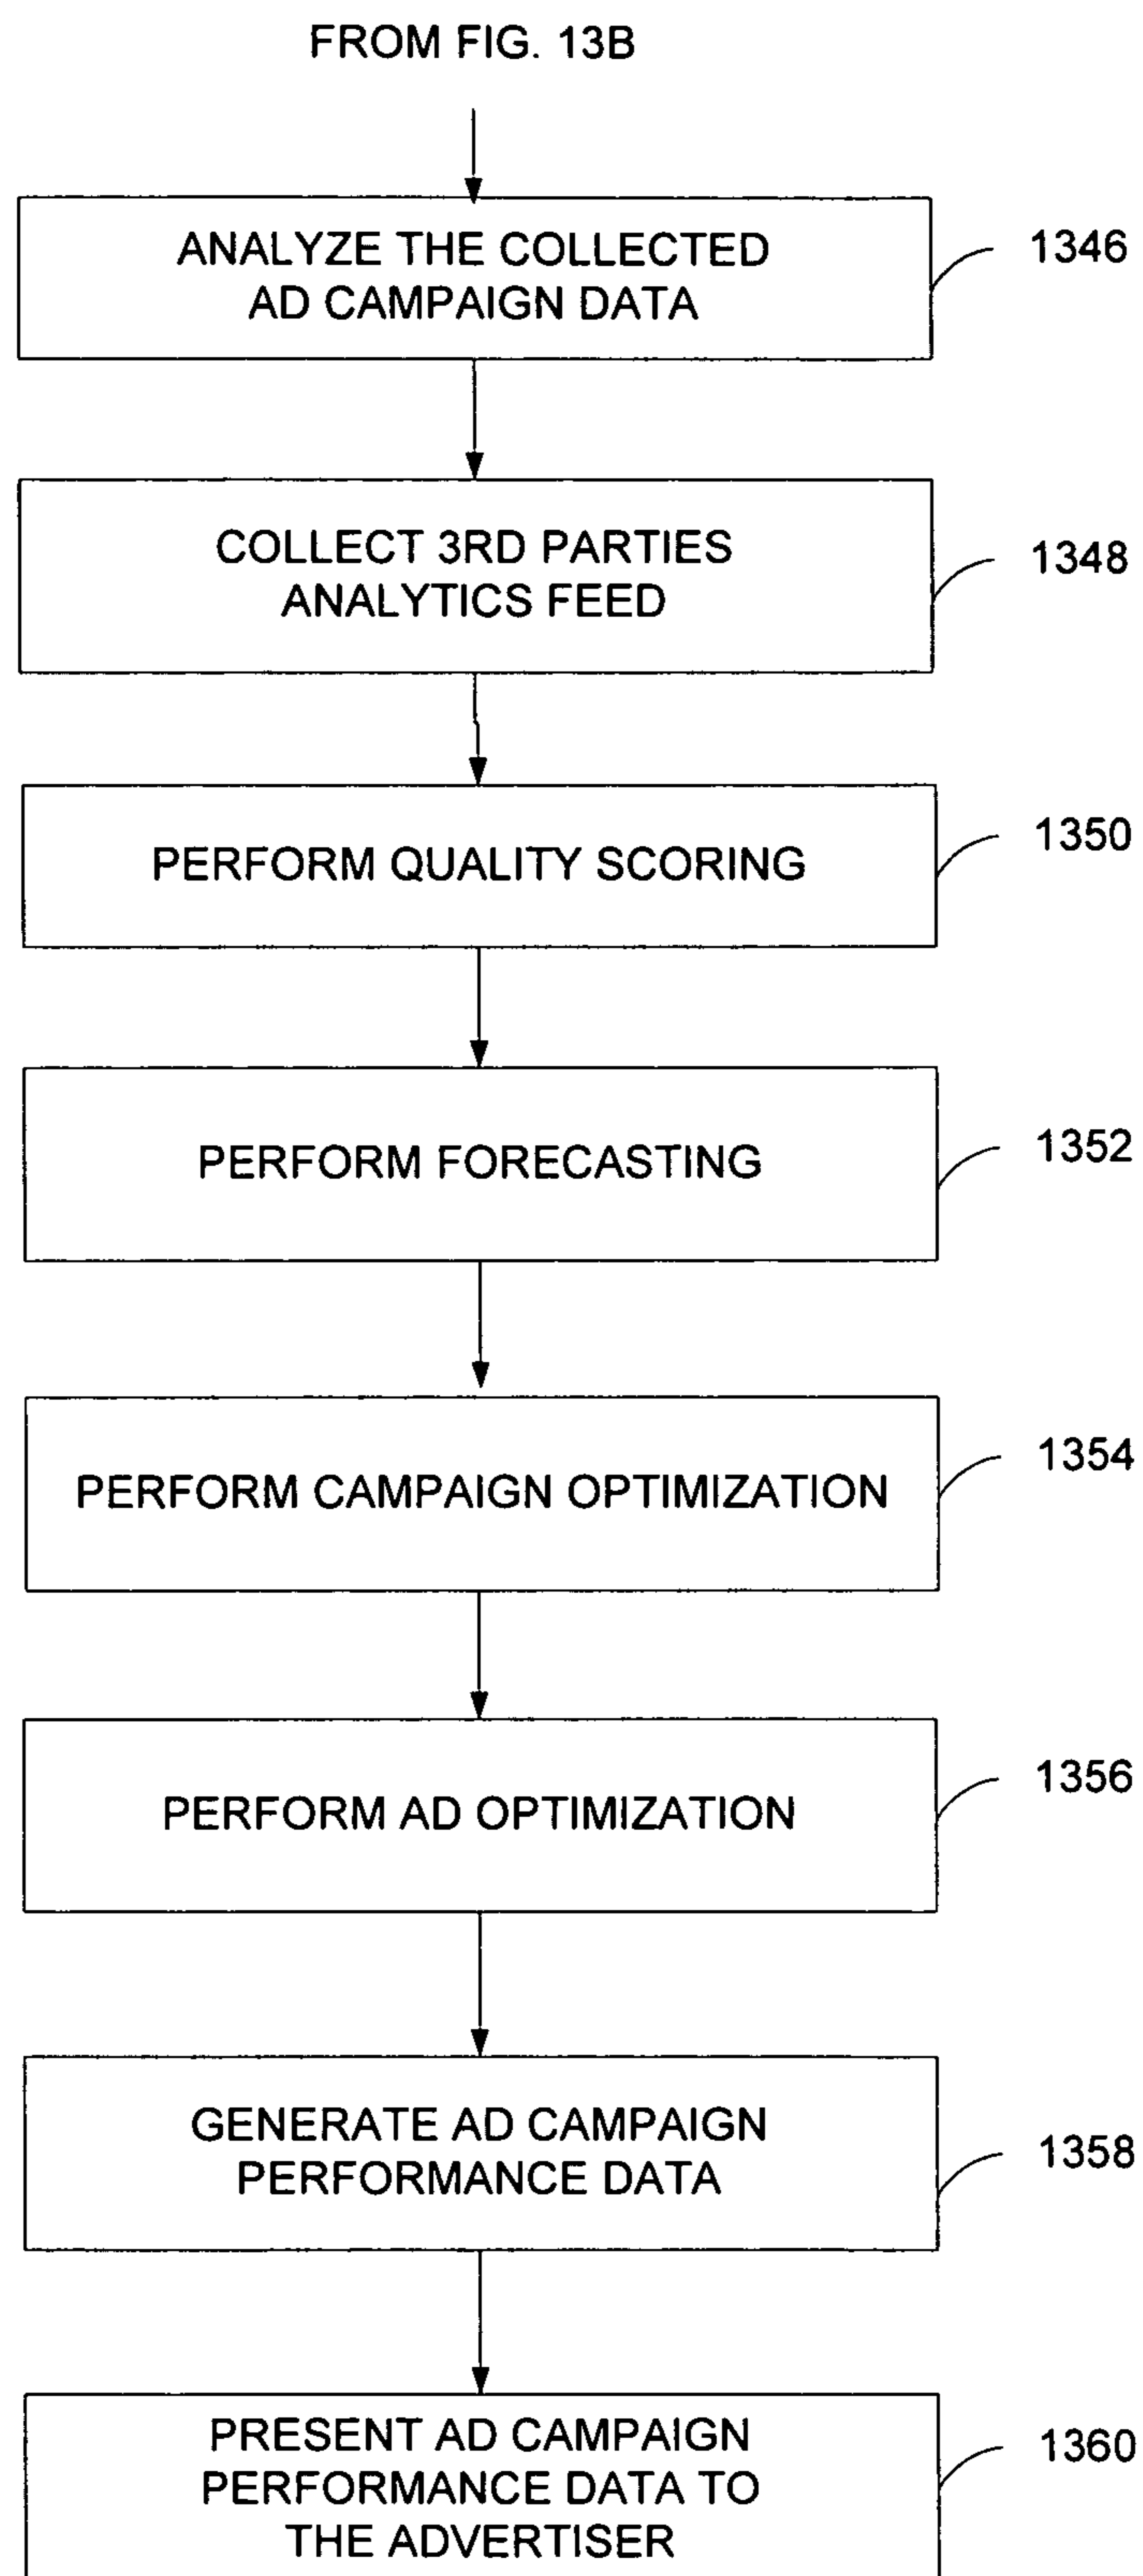 FROM FIG. 13B
ANALYZE THE COLLECTED
AD CAMPAIGN DATA
1346
COLLECT 3RD PARTIES
ANALYTICS FEED
1348
PERFORM QUALITY SCORING
1350
PERFORM FORECASTING
1352
PERFORM CAMPAIGN OPTIMIZATION
1354
PERFORM AD OPTIMIZATION
1356
GENERATE AD CAMPAIGN
PERFORMANCE DATA
1358
PRESENT AD CAMPAIGN
PERFORMANCE DATA TO
THE ADVERTISER
1360